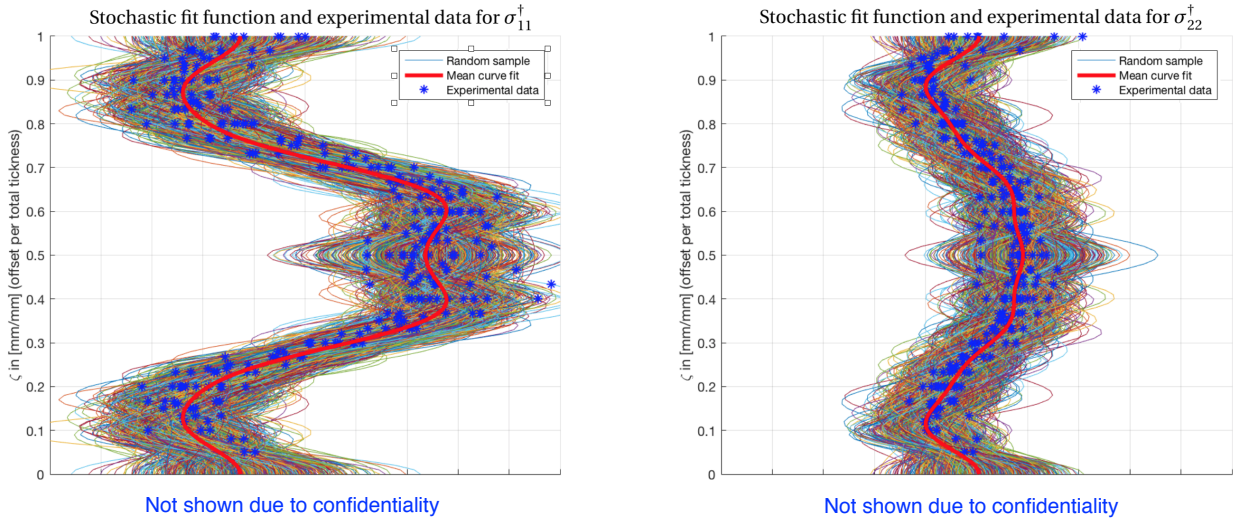 Stochastic fit function and experimental data for σ†11
1
0.9
0.8
0.7
0.6
0.5
0.4
0.3
0.2
0.1
0
ζ in [mm/mm] (offset per total tickness)
Random sample
Mean curve fit
Experimental data
Not shown due to confidentiality
Stochastic fit function and experimental data for σ†22
1
0.9
0.8
0.7
0.6
0.5
0.4
0.3
0.2
0.1
0
ζ in [mm/mm] (offset per total tickness)
Random sample
Mean curve fit
Experimental data
Not shown due to confidentiality